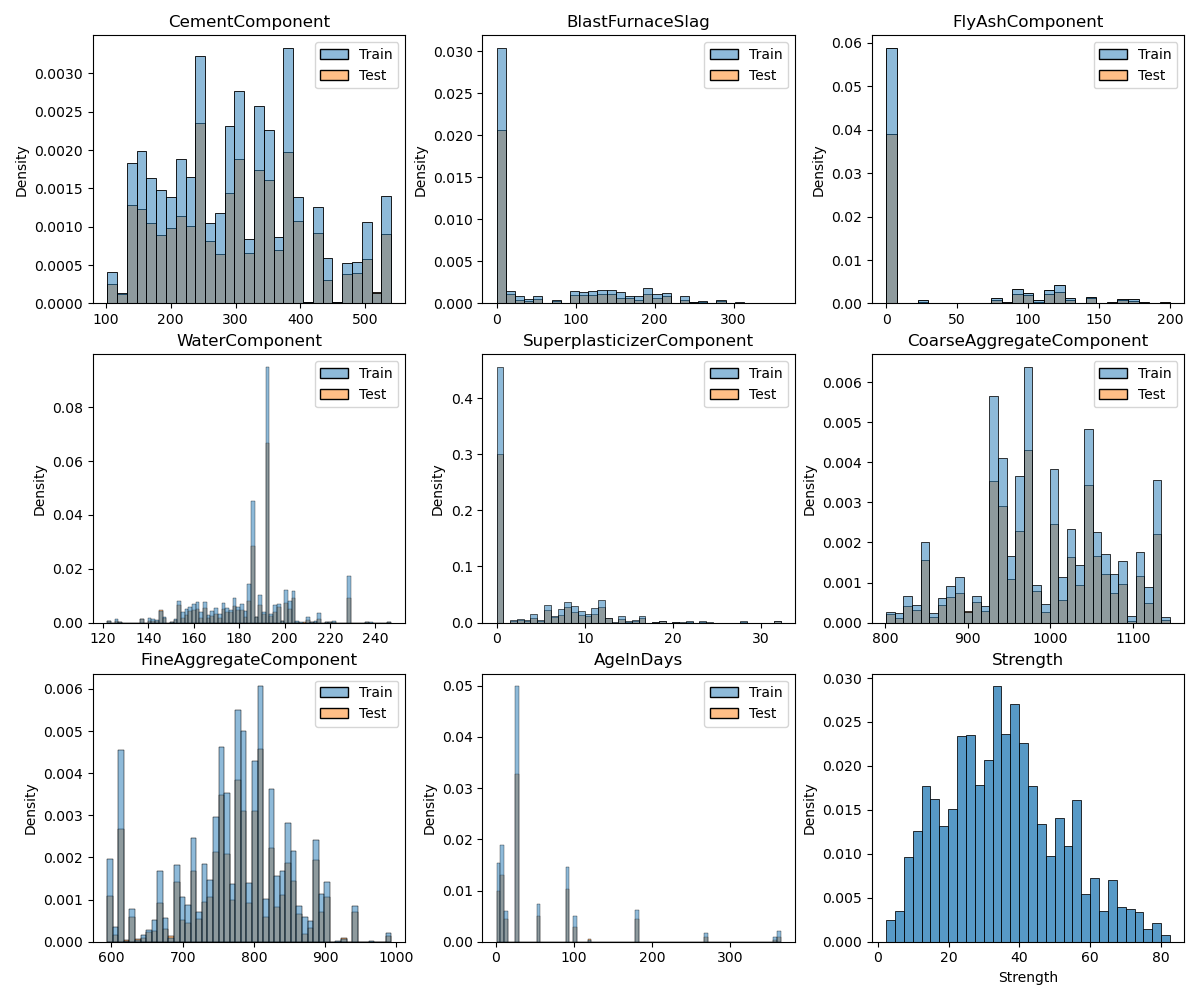 CementComponent
BlastFurnaceSlag
FlyAshComponent
Density
0.0000
0.0005
0.0010
0.0015
0.0020
0.0025
0.0030
100 200 300 400 500
Train
Test
Density
0.000
0.005
0.010
0.015
0.020
0.025
0.030
0 100 200 300
Train
Test
Density
0.00
0.01
0.02
0.03
0.04
0.05
0.06
0 50 100 150 200
Train
Test
WaterComponent
SuperplasticizerComponent
CoarseAggregateComponent
Density
0.00
0.02
0.04
0.06
0.08
120 140 160 180 200 220 240
Train
Test
Density
0.0
0.1
0.2
0.3
0.4
0 10 20 30
Train
Test
Density
0.000
0.001
0.002
0.003
0.004
0.005
0.006
800 900 1000 1100
Train
Test
FineAggregateComponent
AgeInDays
Strength
Density
0.000
0.001
0.002
0.003
0.004
0.005
0.006
600 700 800 900 1000
Train
Test
Density
0.00
0.01
0.02
0.03
0.04
0.05
0 100 200 300
Train
Test
Density
0.000
0.005
0.010
0.015
0.020
0.025
0.030
0 20 40 60 80
Strength